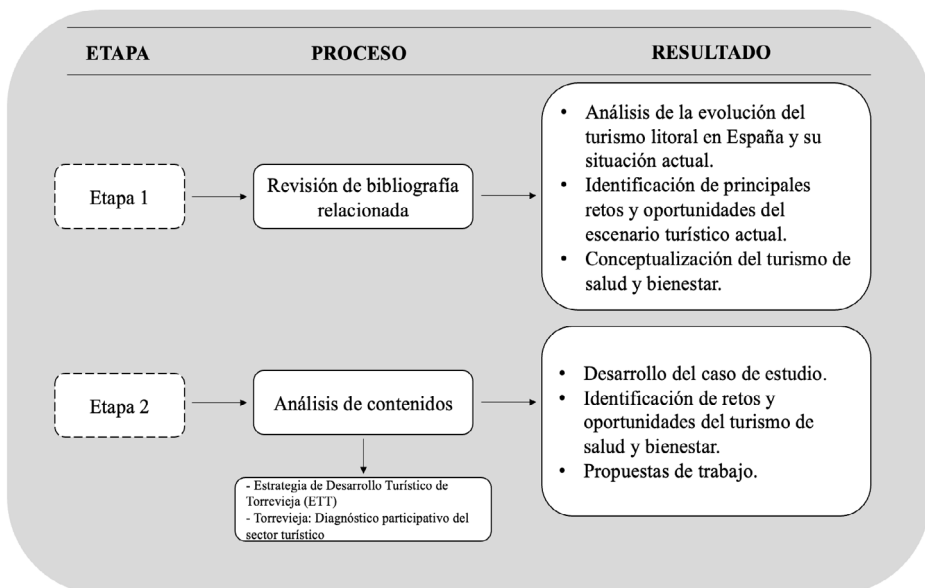 ETAPA PROCESO RESULTADO
Etapa 1
Revisión de bibliografía
relacionada
• Análisis de la evolución del
turismo litoral en España y su
situación actual.
• Identificación de principales
retos y oportunidades del
escenario turístico actual.
• Conceptualización del turismo de
salud y bienestar.
Etapa 2
Análisis de contenidos
- Estrategia de Desarrollo Turístico de
Torrevieja (ETT)
- Torrevieja: Diagnóstico participativo del
sector turístico
• Desarrollo del caso de estudio.
• Identificación de retos y
oportunidades del turismo de
salud y bienestar.
• Propuestas de trabajo.